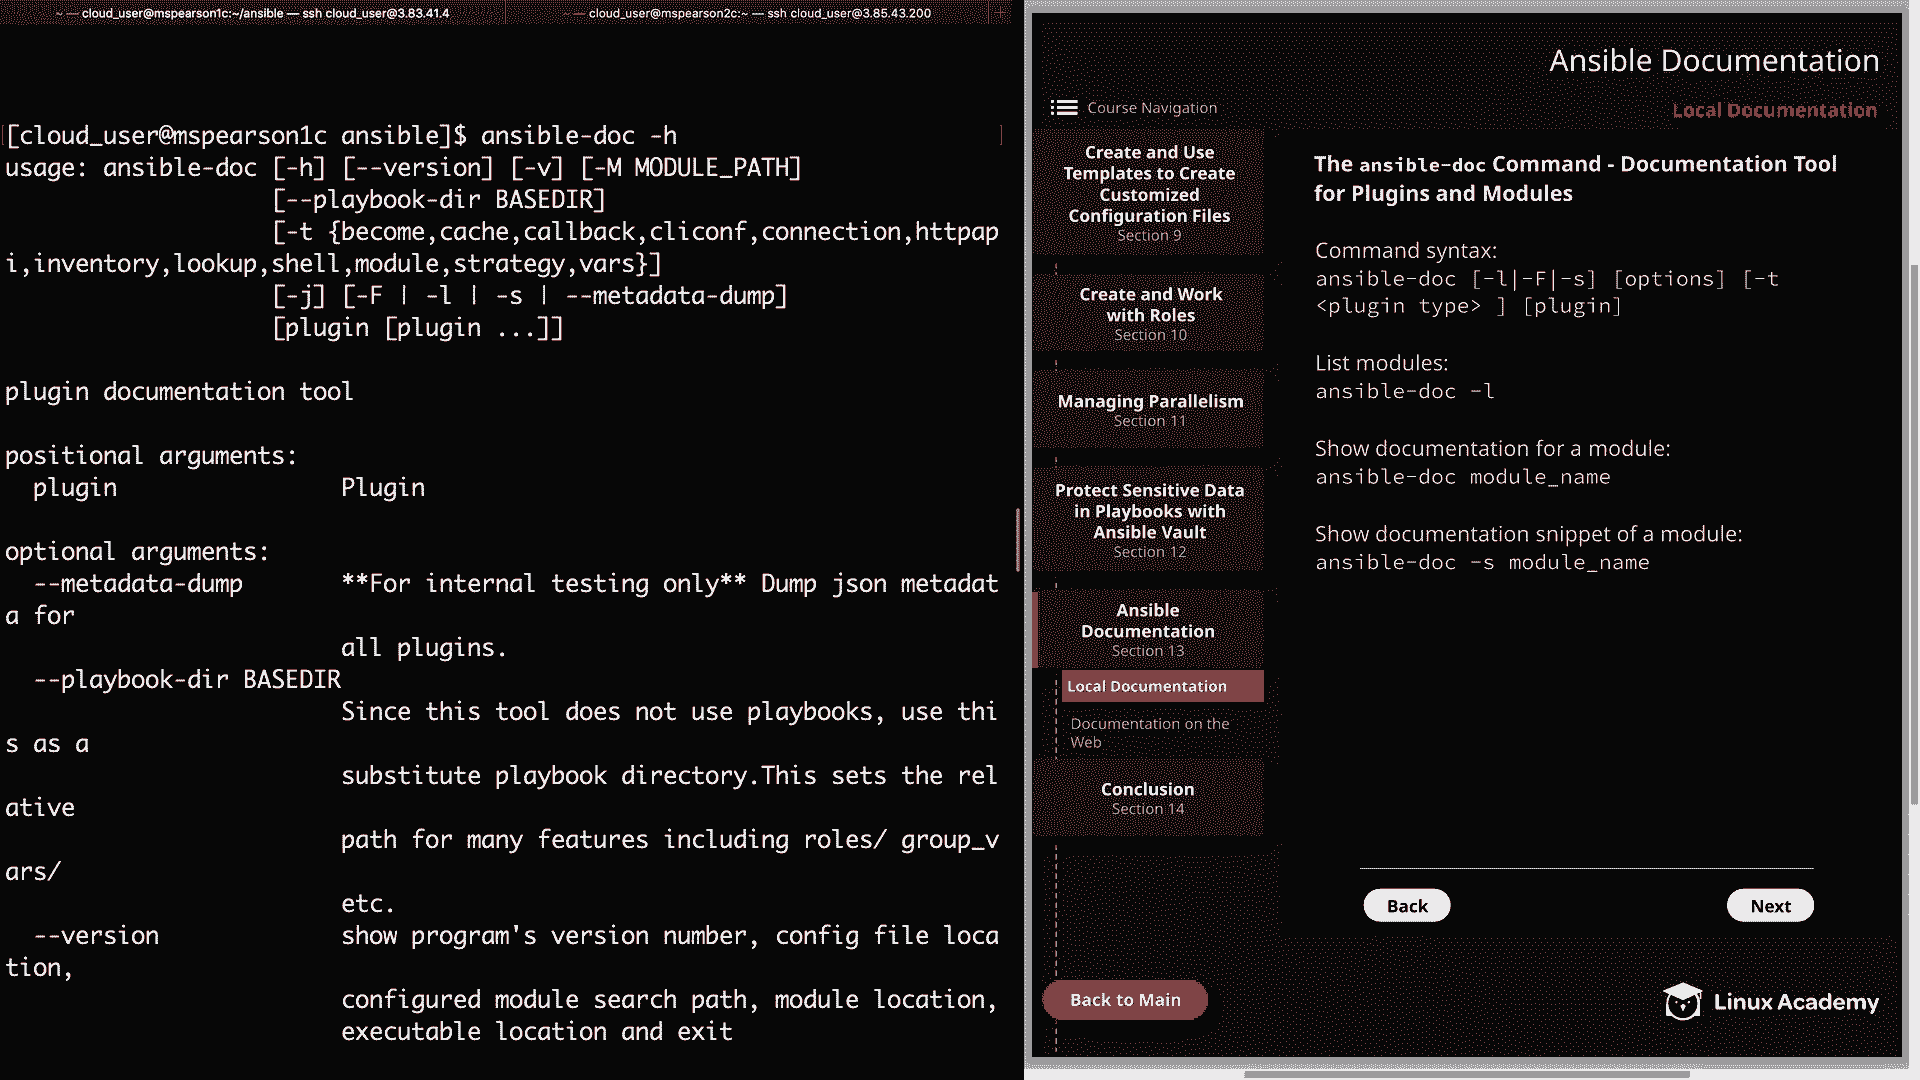 ~ — cloud_user@mspearson1c:~/ansible — ssh cloud_user@3.83.41.4
~ — cloud_user@mspearson2c:~ — ssh cloud_user@3.85.43.200
+
[cloud_user@mspearson1c ansible]$ ansible-doc -h
usage: ansible-doc [-h] [--version] [-v] [-M MODULE_PATH]
[--playbook-dir BASEDIR]
[-t {become,cache,callback,cliconf,connection,httpap
i,inventory,lookup,shell,module,strategy,vars}]
[-j] [-F | -l | -s | --metadata-dump]
[plugin [plugin ...]]
plugin documentation tool
positional arguments:
plugin Plugin
optional arguments:
--metadata-dump **For internal testing only** Dump json metadat
a for
all plugins.
--playbook-dir BASEDIR
Since this tool does not use playbooks, use thi
s as a
substitute playbook directory.This sets the rel
ative
path for many features including roles/ group_v
ars/
etc.
--version show program's version number, config file loca
tion,
configured module search path, module location,
executable location and exit
Ansible Documentation
Course Navigation
Local Documentation
Create and Use
Templates to Create
Customized
Configuration Files
Section 9
Create and Work
with Roles
Section 10
Managing Parallelism
Section 11
Protect Sensitive Data
in Playbooks with
Ansible Vault
Section 12
Ansible
Documentation
Section 13
Local Documentation
Documentation on the
Web
Conclusion
Section 14
Back to Main
The ansible-doc Command - Documentation Tool
for Plugins and Modules
Command syntax:
ansible-doc [-l|-F|-s] [options] [-t
<plugin type> ] [plugin]
List modules:
ansible-doc -l
Show documentation for a module:
ansible-doc module_name
Show documentation snippet of a module:
ansible-doc -s module_name
Back
Next
Linux Academy